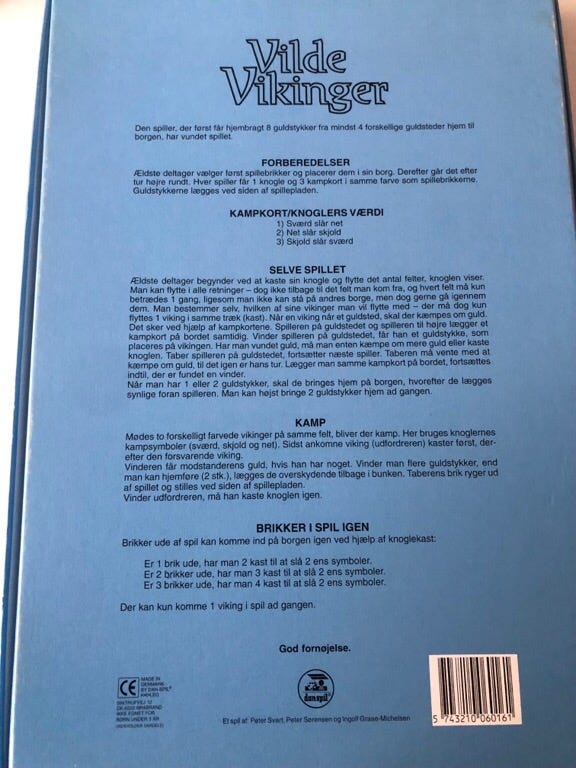 Vilde
Vikinger
Den spiller, der først får hjembragt 8 guldstykker fra mindst 4 forskellige guldsteder hjem til
borgen, har vundet spillet.
FORBEREDELSER
Ældste deltager vælger først spillebrikker og placerer dem i sin borg. Derefter går det efter
tur højre rundt. Hver spiller får 1 knogle og 3 kampkort i samme farve som spillebrikkerne.
Guldstykkerne lægges ved siden af spillepladen.
KAMPKORT/KNOGLERS VÆRDI
1) Sværd slår net
2) Net slår skjold
3) Skjold slår sværd
SELVE SPILLET
Ældste deltager begynder ved at kaste sin knogle og flytte det antal felter, knoglen viser.
Man kan flytte i alle retninger – dog ikke tilbage til det felt man kom fra, og hvert felt må kun
betrædes 1 gang, ligesom man ikke kan stå på andres borge, men dog gerne gå igennem
dem. Man bestemmer selv, hvilken af sine vikinger man vil flytte med – der må dog kun
flyttes 1 viking i samme træk (kast). Når en viking når et guldsted, skal der kæmpes om guld.
Det sker ved hjælp af kampkortene. Spilleren på guldstedet og spilleren til højre lægger et
kampkort på bordet samtidig. Vinder spilleren på guldstedet, får han et guldstykke, som
placeres på vikingen. Har man vundet guld, må man enten kæmpe om mere guld eller kaste
knoglen. Taber spilleren på guldstedet, fortsætter næste spiller. Taberen må vente med at
kæmpe om guld, til det igen er hans tur. Lægger man samme kampkort på bordet, fortsættes
indtil, der er fundet en vinder.
Når man har 1 eller 2 guldstykker, skal de bringes hjem på borgen, hvorefter de lægges
synlige foran spilleren. Man kan højst bringe 2 guldstykker hjem ad gangen.
KAMP
Mødes to forskelligt farvede vikinger på samme felt, bliver der kamp. Her bruges knoglernes
kampsymboler (sværd, skjold og net). Sidst ankomne viking (udfordreren) kaster først, der-
efter den forsvarende viking.
Vinderen får modstanderens guld, hvis han har noget. Vinder man flere guldstykker, end
man kan hjemføre (2 stk.), lægges de overskydende tilbage i bunken. Taberens brik ryger ud
af spillet og stilles ved siden af spillepladen.
Vinder udfordreren, må han kaste knoglen igen.
BRIKKER I SPIL IGEN
Brikker ude af spil kan komme ind på borgen igen ved hjælp af knoglekast:
Er 1 brik ude, har man 2 kast til at slå 2 ens symboler.
Er 2 brikker ude, har man 3 kast til at slå 2 ens symboler.
Er 3 brikker ude, har man 4 kast til at slå 2 ens symboler.
Der kan kun komme 1 viking i spil ad gangen.
God fornøjelse.
CE
MADE IN
DENMARK
BY DAN-SPIL
SINTRUPVEJ 12
DK-8220 BRABRAND
IKKE EGNET FOR
BØRN UNDER 3 ÅR
dan spil
Et spil af: Peter Svart, Peter Sørensen og Ingolf Grase-Michelsen
5 743210 060161